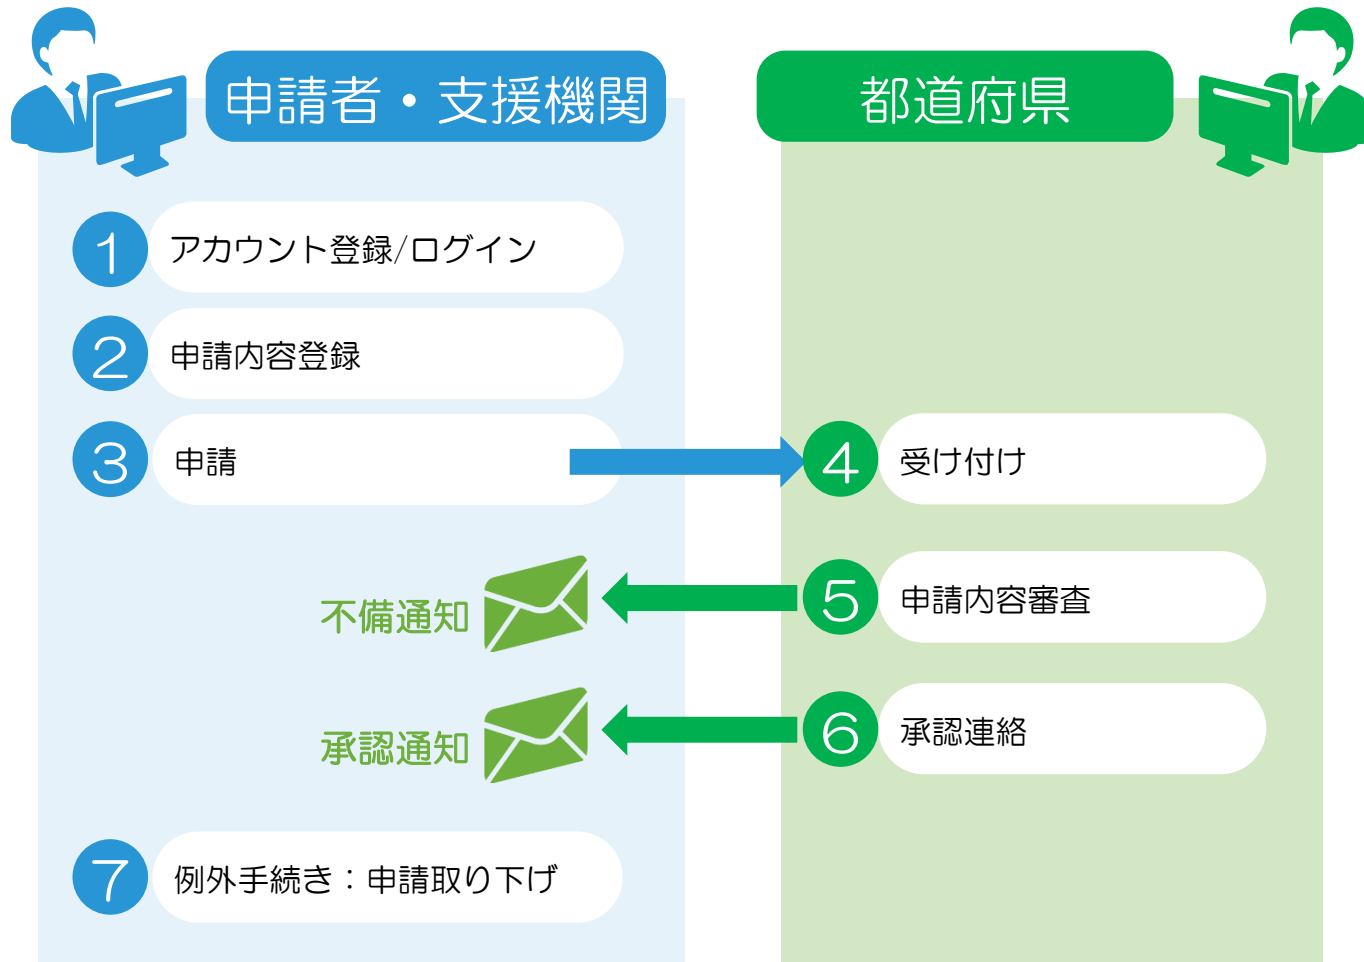 申請者・支援機関
都道府県
1 アカウント登録/ログイン
2 申請内容登録
3 申請
4 受け付け
不備通知
5 申請内容審査
承認通知
6 承認連絡
7 例外手続き：申請取り下げ